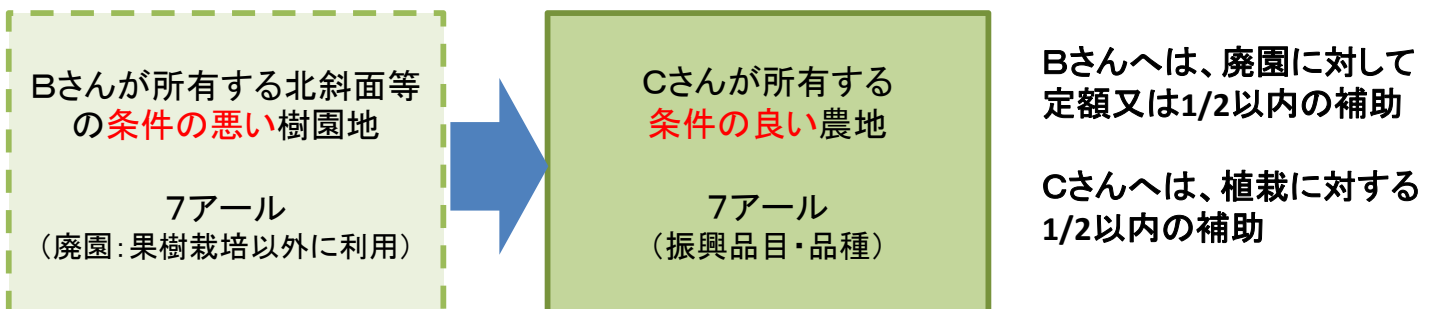 Bさんが所有する北斜面等
の条件の悪い樹園地
7アール
(廃園:果樹栽培以外に利用)
Cさんが所有する
条件の良い農地
7アール
(振興品目・品種)
Bさんへは、廃園に対して
定額又は1/2以内の補助
Cさんへは、植栽に対する
1/2以内の補助